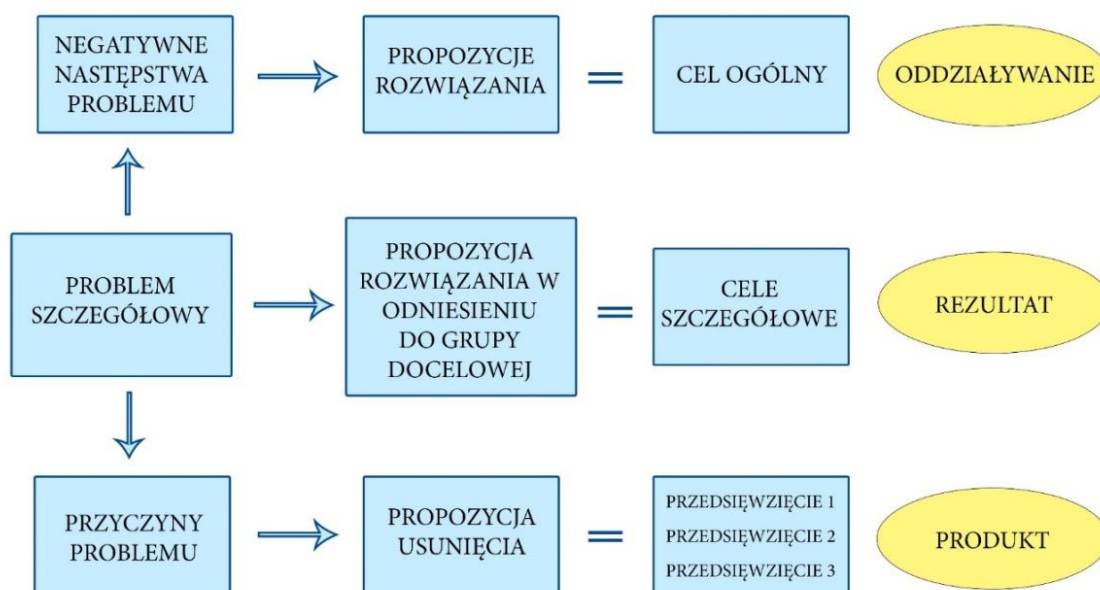 NEGATYWNE
NASTĘPSTWA
PROBLEMU
PROPOZYCJE
ROZWIĄZANIA
=
CEL OGÓLNY
ODDZIAŁYWANIE
PROBLEM
SZCZEGÓŁOWY
PROPOZYCJA
ROZWIĄZANIA W
ODNIESIENIU
DO GRUPY
DOCELOWEJ
=
CELE
SZCZEGÓŁOWE
REZULTAT
PRZYCZYNY
PROBLEMU
PROPOZYCJA
USUNIĘCIA
=
PRZEDSIĘWZIĘCIE 1
PRZEDSIĘWZIĘCIE 2
PRZEDSIĘWZIĘCIE 3
PRODUKT